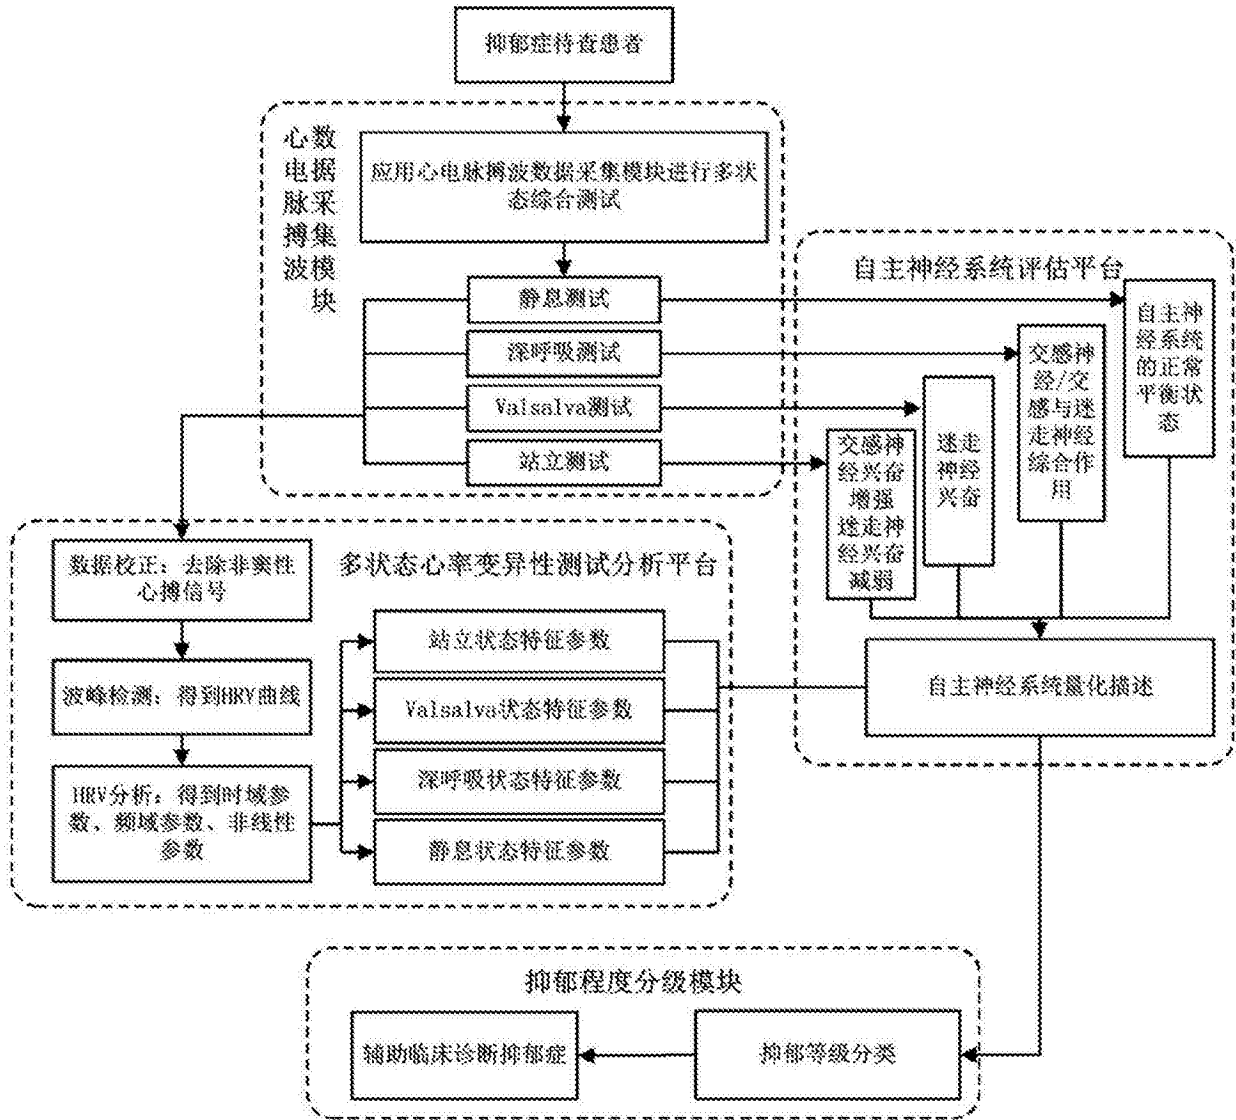 抑郁症待查患者
心电脉搏波
数据采集模块
应用心电脉搏波数据采集模块进行多状
态综合测试
静息测试
深呼吸测试
Valsalva测试
站立测试
自主神经系统评估平台
自主神
经系统
的正常
平衡状
态
交感神
经/交
感与迷
走神经
综合作
用
迷走
神经
兴奋
交感神
经兴奋
增强
迷走神
经兴奋
减弱
自主神经系统量化描述
多状态心率变异性测试分析平台
数据校正：去除非窦性
心搏信号
波峰检测：得到HRV曲线
HRV分析：得到时域参
数、频域参数、非线性
参数
站立状态特征参数
Valsalva状态特征参数
深呼吸状态特征参数
静息状态特征参数
抑郁程度分级模块
辅助临床诊断抑郁症
抑郁等级分类